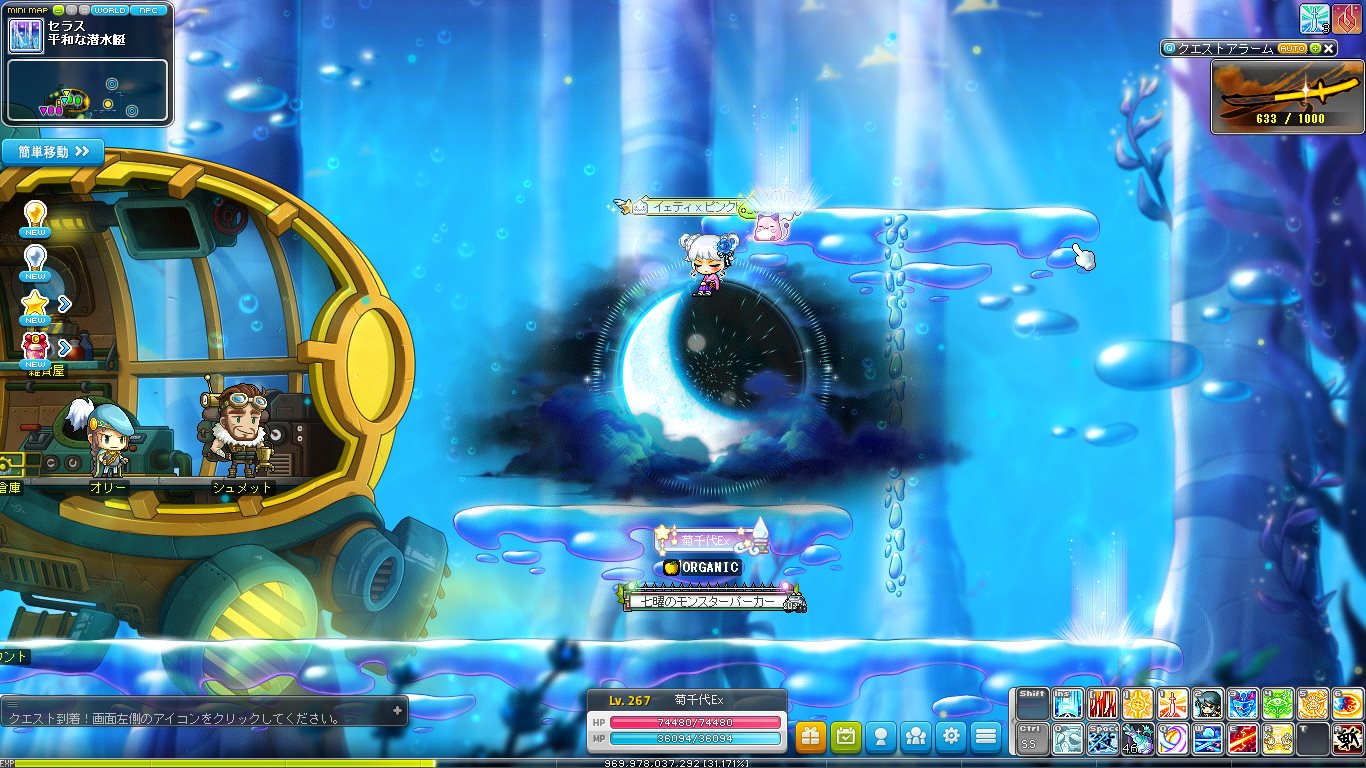 MINI MAP WORLD NPC
セラス
平和な潜水艇
簡単移動
NEW
NEW
NEW
NEW
雑貨屋
倉庫
オリー
シュメット
ウント
クエストアラーム AUTO
633 / 1000
イェティ x ピンク
菊千代Ex
ORGANIC
七曜のモンスターパーカー
クエスト到着！画面左側のアイコンをクリックしてください。
Lv. 267 菊千代Ex
HP 74480/74480
MP 36094/36094
EXP 969,978,037,292 [31.171%]
Shift Ins
Ctrl